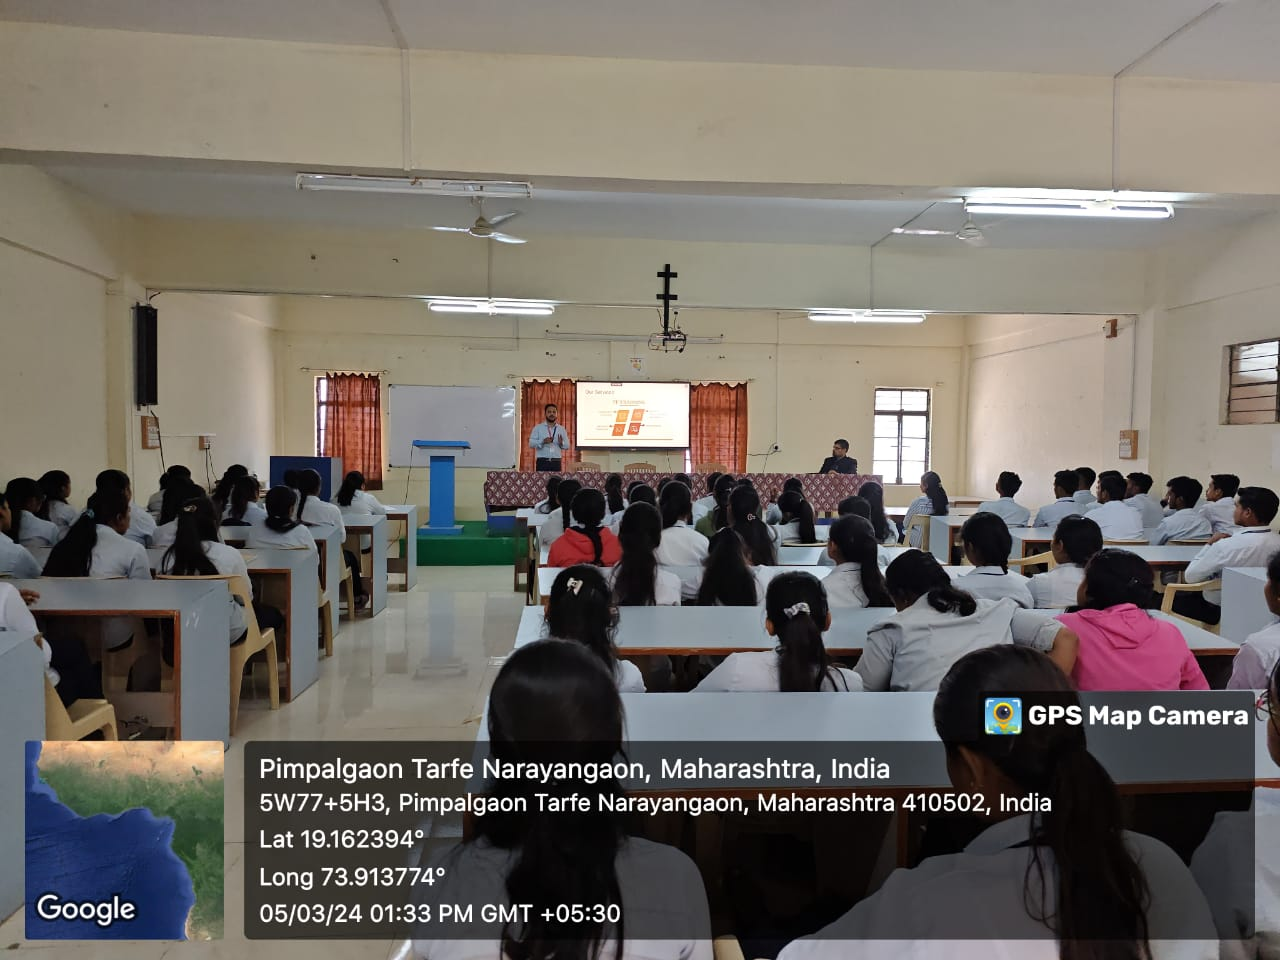 Our Services
GPS Map Camera
Pimpalgaon Tarfe Narayangaon, Maharashtra, India
5W77+5H3, Pimpalgaon Tarfe Narayangaon, Maharashtra 410502, India
Lat 19.162394°
Long 73.913774°
05/03/24 01:33 PM GMT +05:30
Google